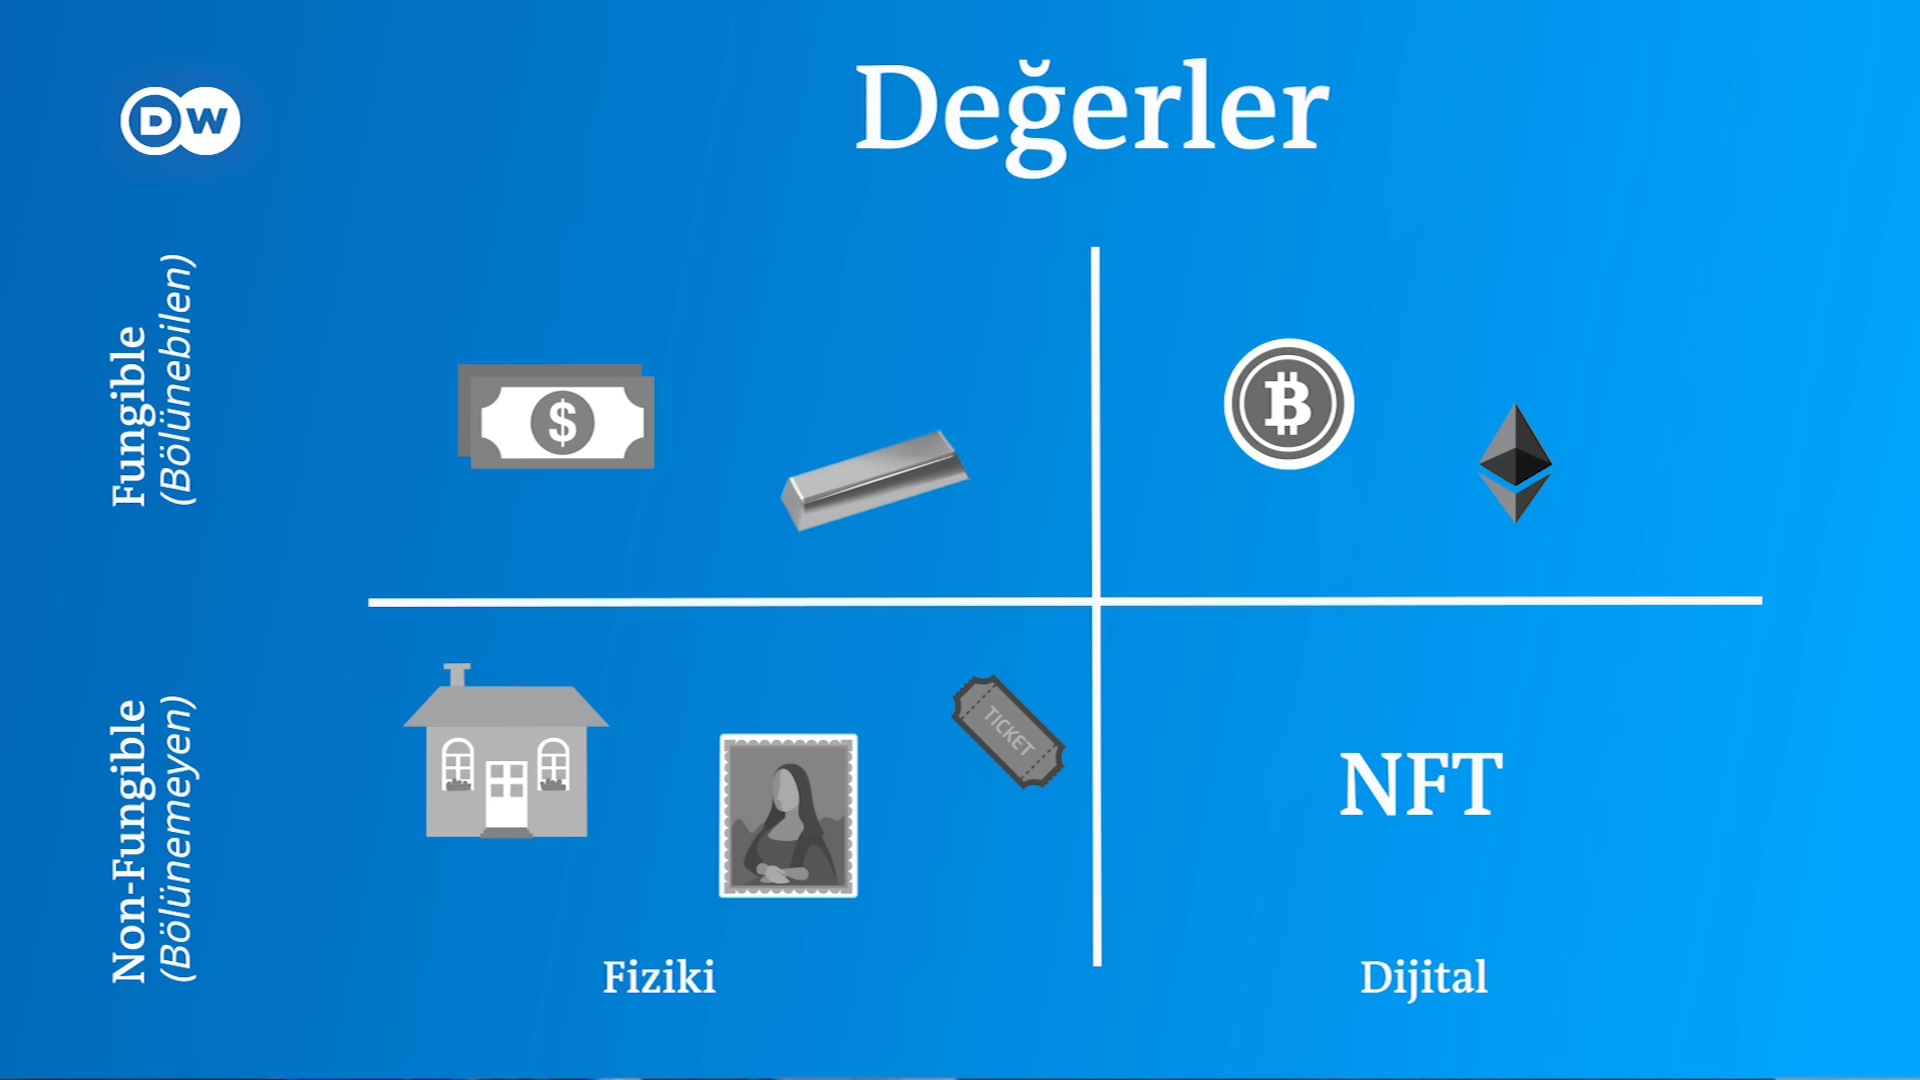 DW
Değerler
Fungible
(Bölünebilen)
$
₿
Non-Fungible
(Bölünemeyen)
TICKET
NFT
Fiziki
Dijital